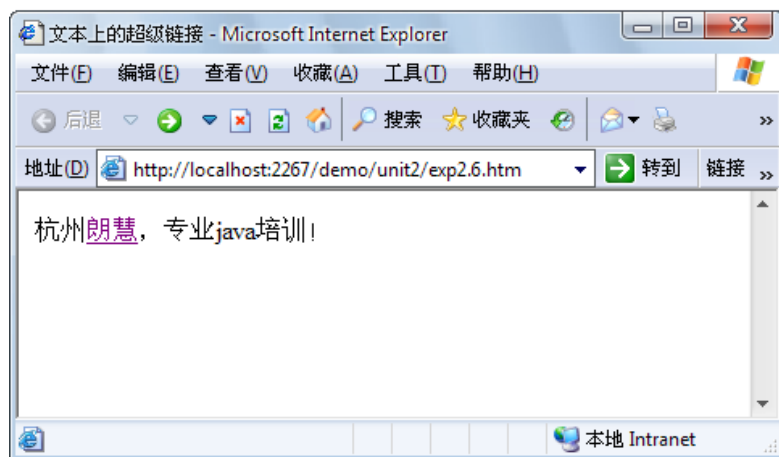 文本上的超级链接 - Microsoft Internet Explorer
文件(F) 编辑(E) 查看(V) 收藏(A) 工具(T) 帮助(H)
后退 搜索 收藏夹 »
地址(D) http://localhost:2267/demo/unit2/exp2.6.htm 转到 链接 »
杭州朗慧，专业java培训！
本地 Intranet